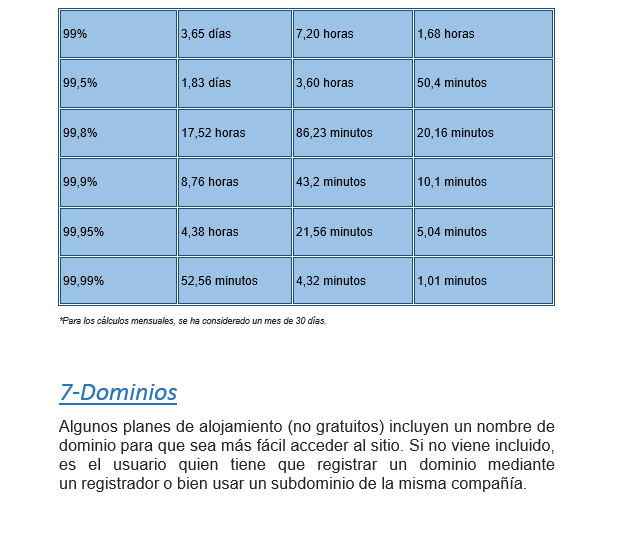 99% 3,65 días 7,20 horas 1,68 horas
99,5% 1,83 días 3,60 horas 50,4 minutos
99,8% 17,52 horas 86,23 minutos 20,16 minutos
99,9% 8,76 horas 43,2 minutos 10,1 minutos
99,95% 4,38 horas 21,56 minutos 5,04 minutos
99,99% 52,56 minutos 4,32 minutos 1,01 minutos
*Para los cálculos mensuales, se ha considerado un mes de 30 días.
7-Dominios
Algunos planes de alojamiento (no gratuitos) incluyen un nombre de
dominio para que sea más fácil acceder al sitio. Si no viene incluido,
es el usuario quien tiene que registrar un dominio mediante
un registrador o bien usar un subdominio de la misma compañía.